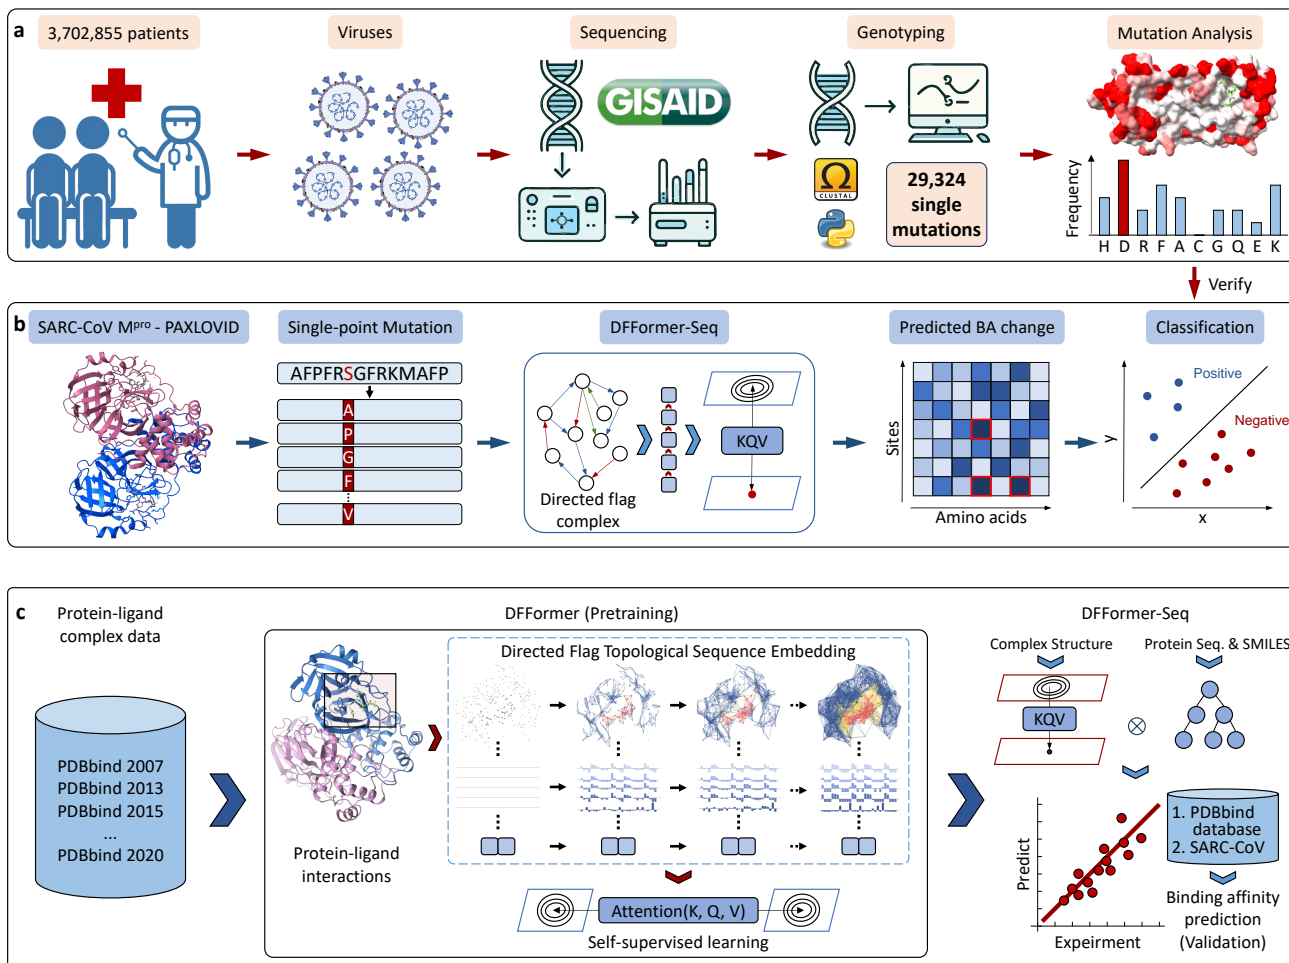 a
3,702,855 patients
Viruses
Sequencing
Genotyping
Mutation Analysis
GISAID
Ω
CLUSTAL
29,324
single
mutations
Frequency
H D R F A C G Q E K
Verify
b
SARC-CoV Mpro - PAXLOVID
Single-point Mutation
DFFormer-Seq
Predicted BA change
Classification
AFPFRSGFRKMAFP
A
P
G
F
V
Directed flag
complex
KQV
Sites
Amino acids
Positive
Negative
y
x
c
Protein-ligand
complex data
PDBbind 2007
PDBbind 2013
PDBbind 2015
...
PDBbind 2020
DFFormer (Pretraining)
Protein-ligand
interactions
Directed Flag Topological Sequence Embedding
Attention(K, Q, V)
Self-supervised learning
DFFormer-Seq
Complex Structure
Protein Seq. & SMILES
KQV
⊗
Predict
Expeirment
1. PDBbind
database
2. SARC-CoV
Binding affinity
prediction
(Validation)